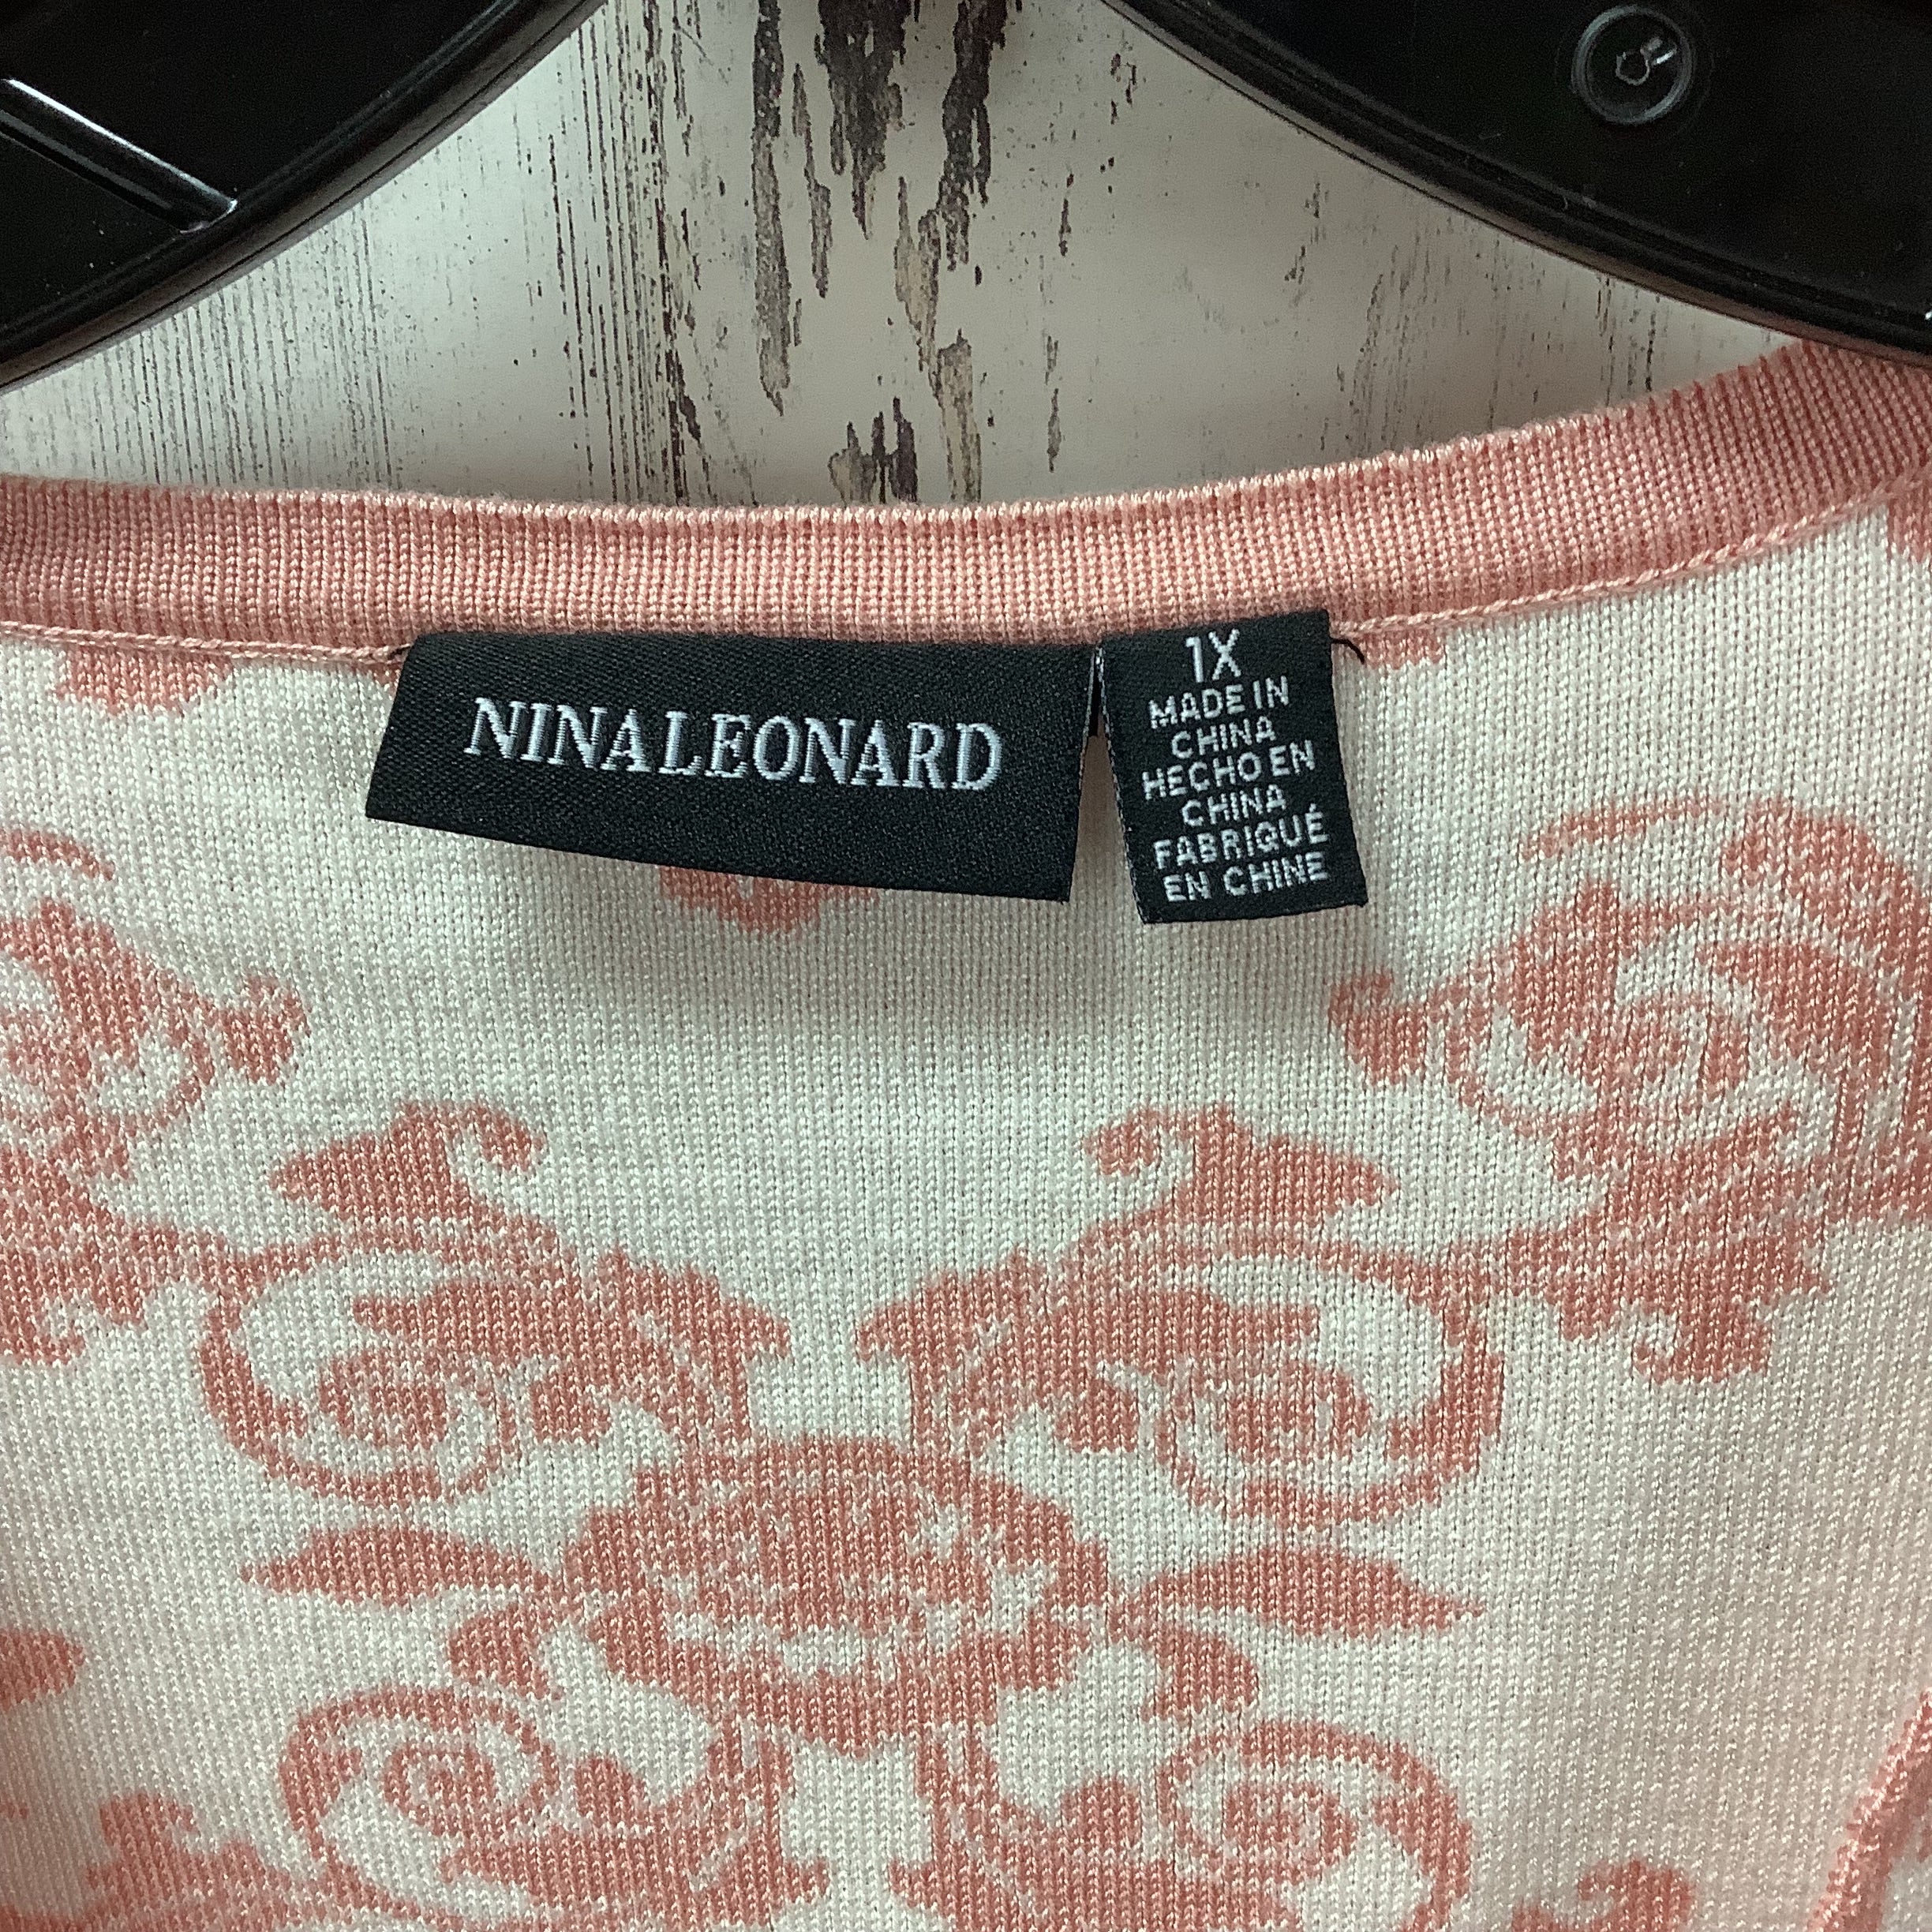 NINA LEONARD
1X
MADE IN
CHINA
HECHO EN
CHINA
FABRIQUÉ
EN CHINE